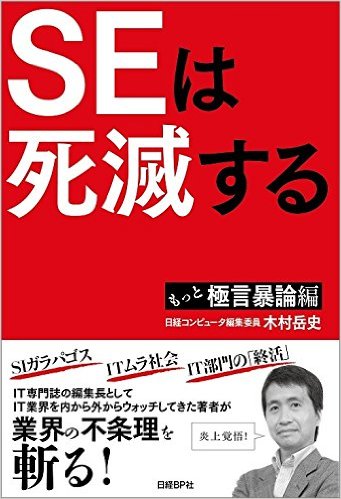 SEは
死滅する
もっと極言暴論編
日経コンピュータ編集委員 木村岳史
SIガラパゴス
ITムラ社会
IT部門の「終活」
IT専門誌の編集長として
IT業界を内から外からウォッチしてきた著者が
業界の不条理を
斬る！
炎上覚悟！
日経BP社